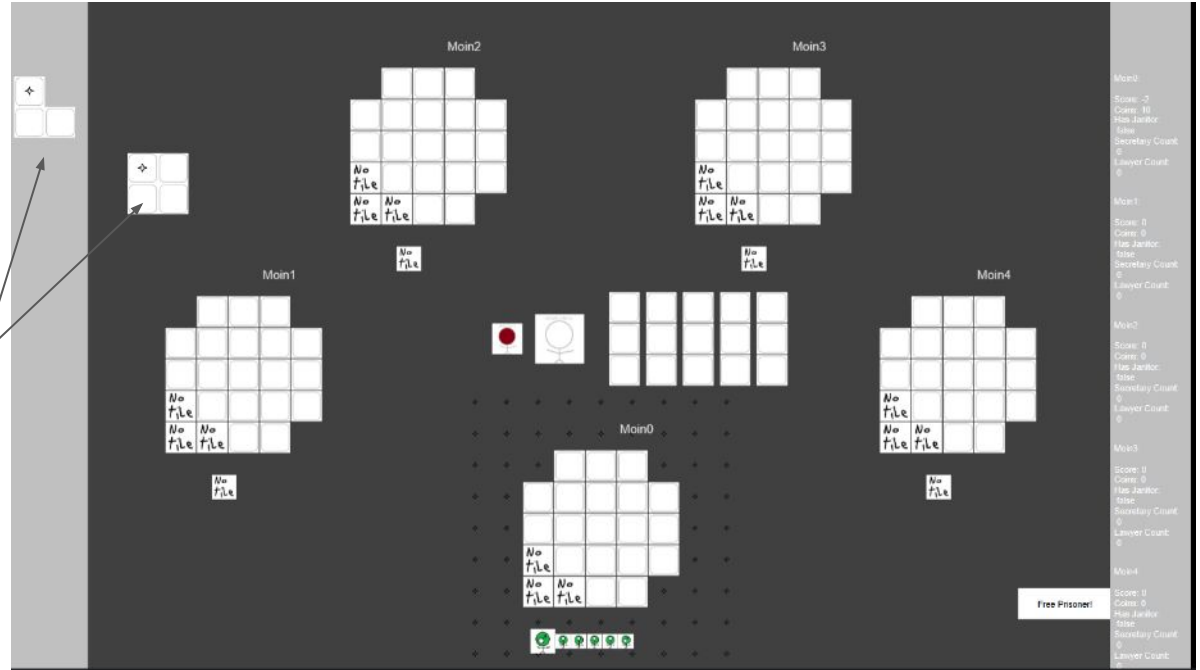 Moin2
No
tile
No
tile
No
tile
No
tile
Moin3
No
tile
No
tile
No
tile
No
tile
Moin1
No
tile
No
tile
No
tile
No
tile
Moin4
No
tile
No
tile
No
tile
No
tile
Moin0
No
tile
No
tile
No
tile
Free Prisoner!
Moin0:
Score: -2
Coins: 10
Has Janitor:
false
Secretary Count:
0
Lawyer Count:
0
Moin1:
Score: 0
Coins: 0
Has Janitor:
false
Secretary Count:
0
Lawyer Count:
0
Moin2:
Score: 0
Coins: 0
Has Janitor:
false
Secretary Count:
0
Lawyer Count:
0
Moin3:
Score: 0
Coins: 0
Has Janitor:
false
Secretary Count:
0
Lawyer Count:
0
Moin4:
Score: 0
Coins: 0
Has Janitor:
false
Secretary Count:
0
Lawyer Count: